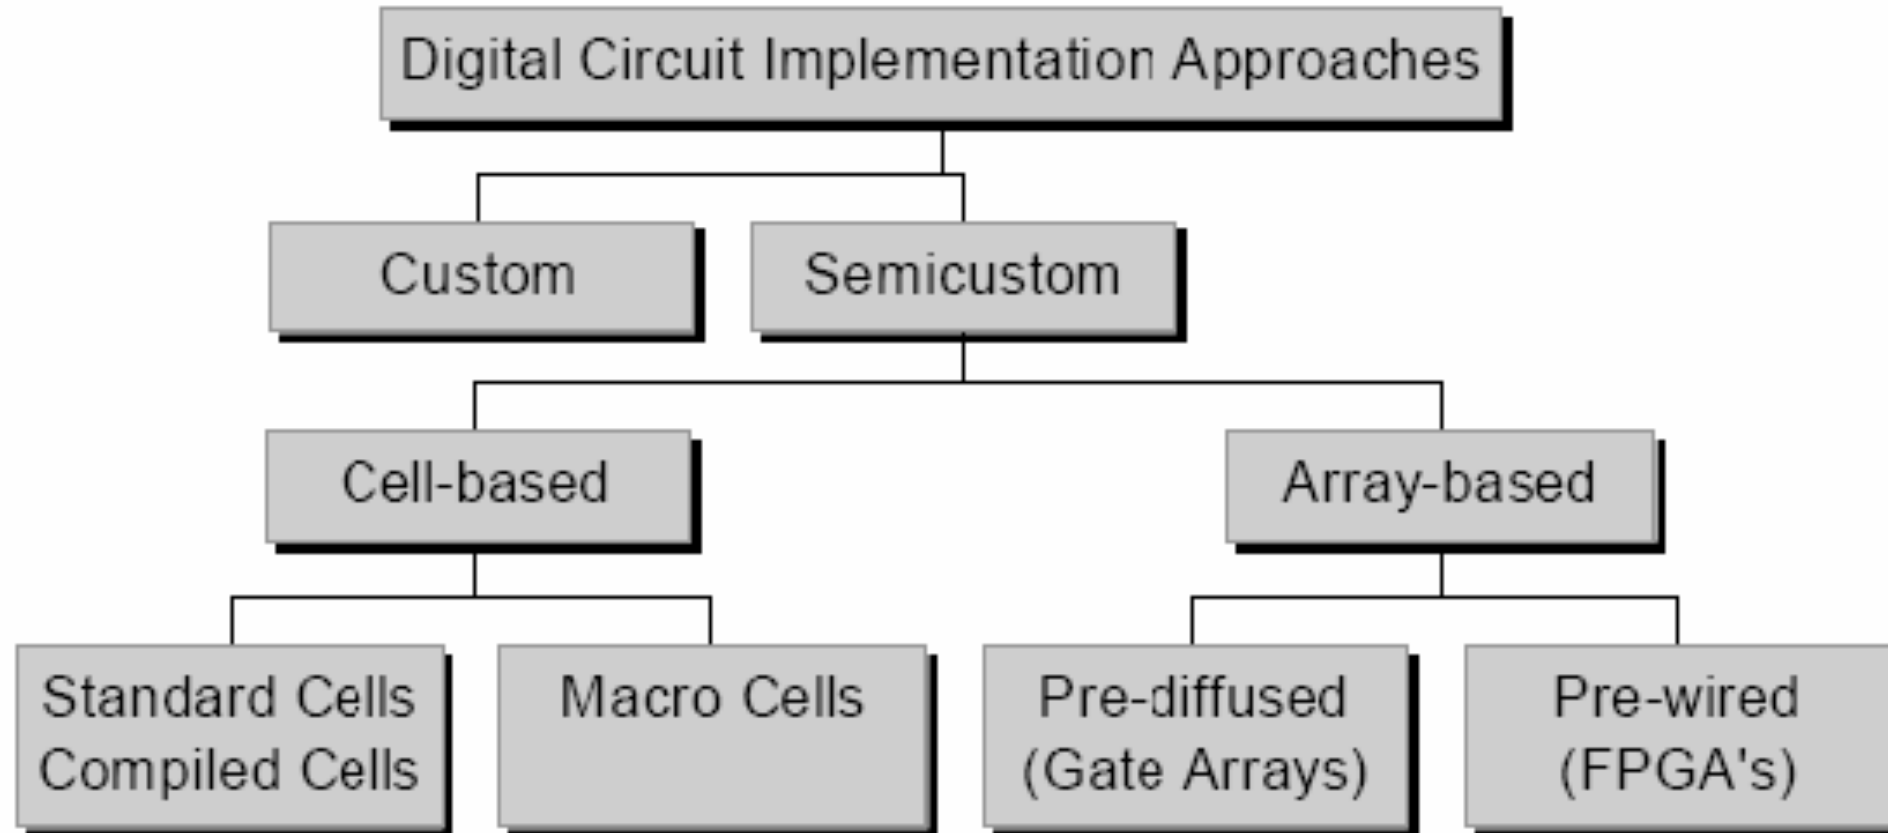 Digital Circuit Implementation Approaches
Custom
Semicustom
Cell-based
Array-based
Standard Cells
Compiled Cells
Macro Cells
Pre-diffused
(Gate Arrays)
Pre-wired
(FPGA's)